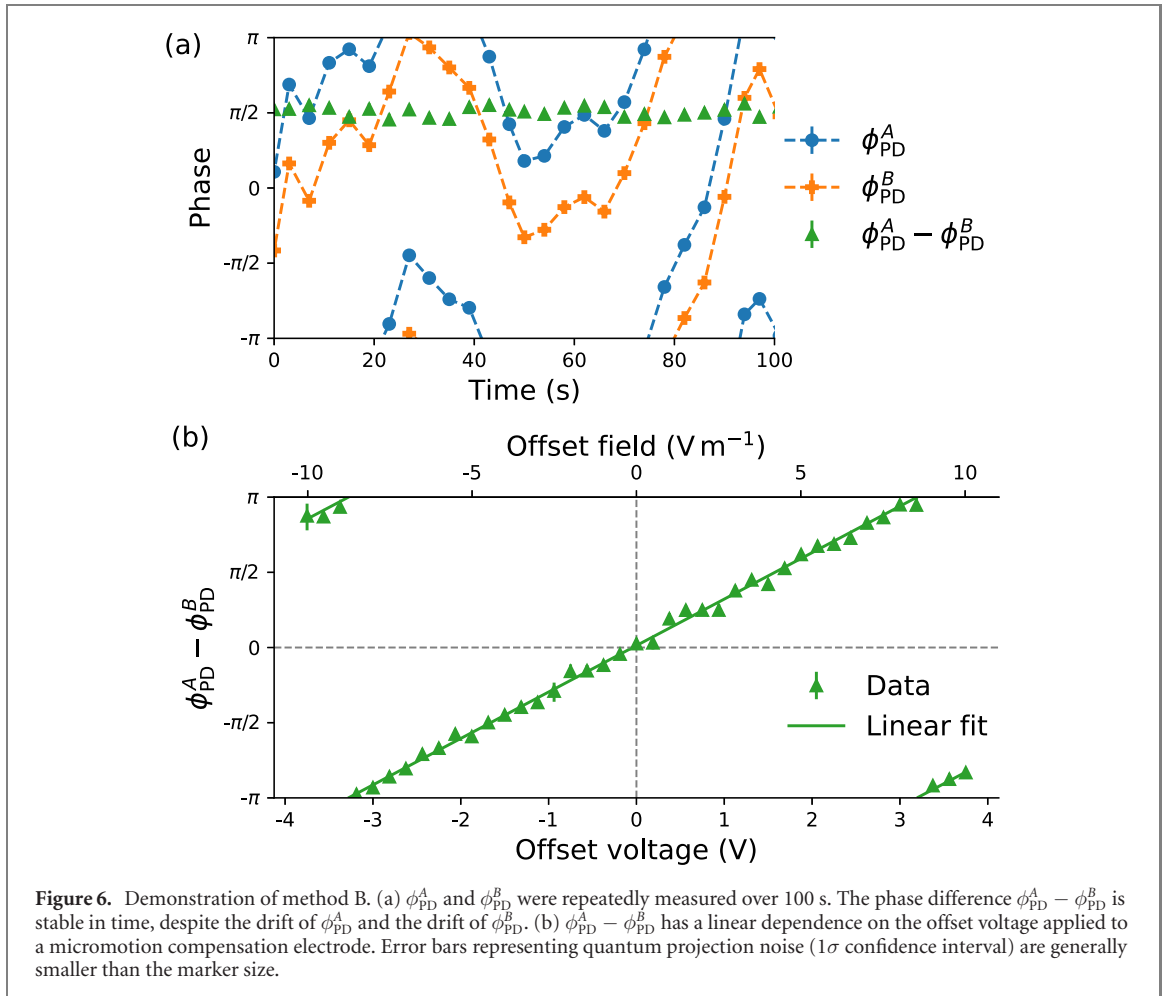 (a)
π
π/2
0
-π/2
-π
Phase
0 20 40 60 80 100
Time (s)
ϕ^A_PD
ϕ^B_PD
ϕ^A_PD − ϕ^B_PD
(b)
Offset field (V m⁻¹)
-10 -5 0 5 10
π
π/2
0
-π/2
-π
ϕ^A_PD − ϕ^B_PD
Data
Linear fit
-4 -3 -2 -1 0 1 2 3 4
Offset voltage (V)
Figure 6. Demonstration of method B. (a) ϕ^A_PD and ϕ^B_PD were repeatedly measured over 100 s. The phase difference ϕ^A_PD − ϕ^B_PD is
stable in time, despite the drift of ϕ^A_PD and the drift of ϕ^B_PD. (b) ϕ^A_PD − ϕ^B_PD has a linear dependence on the offset voltage applied to
a micromotion compensation electrode. Error bars representing quantum projection noise (1σ confidence interval) are generally
smaller than the marker size.